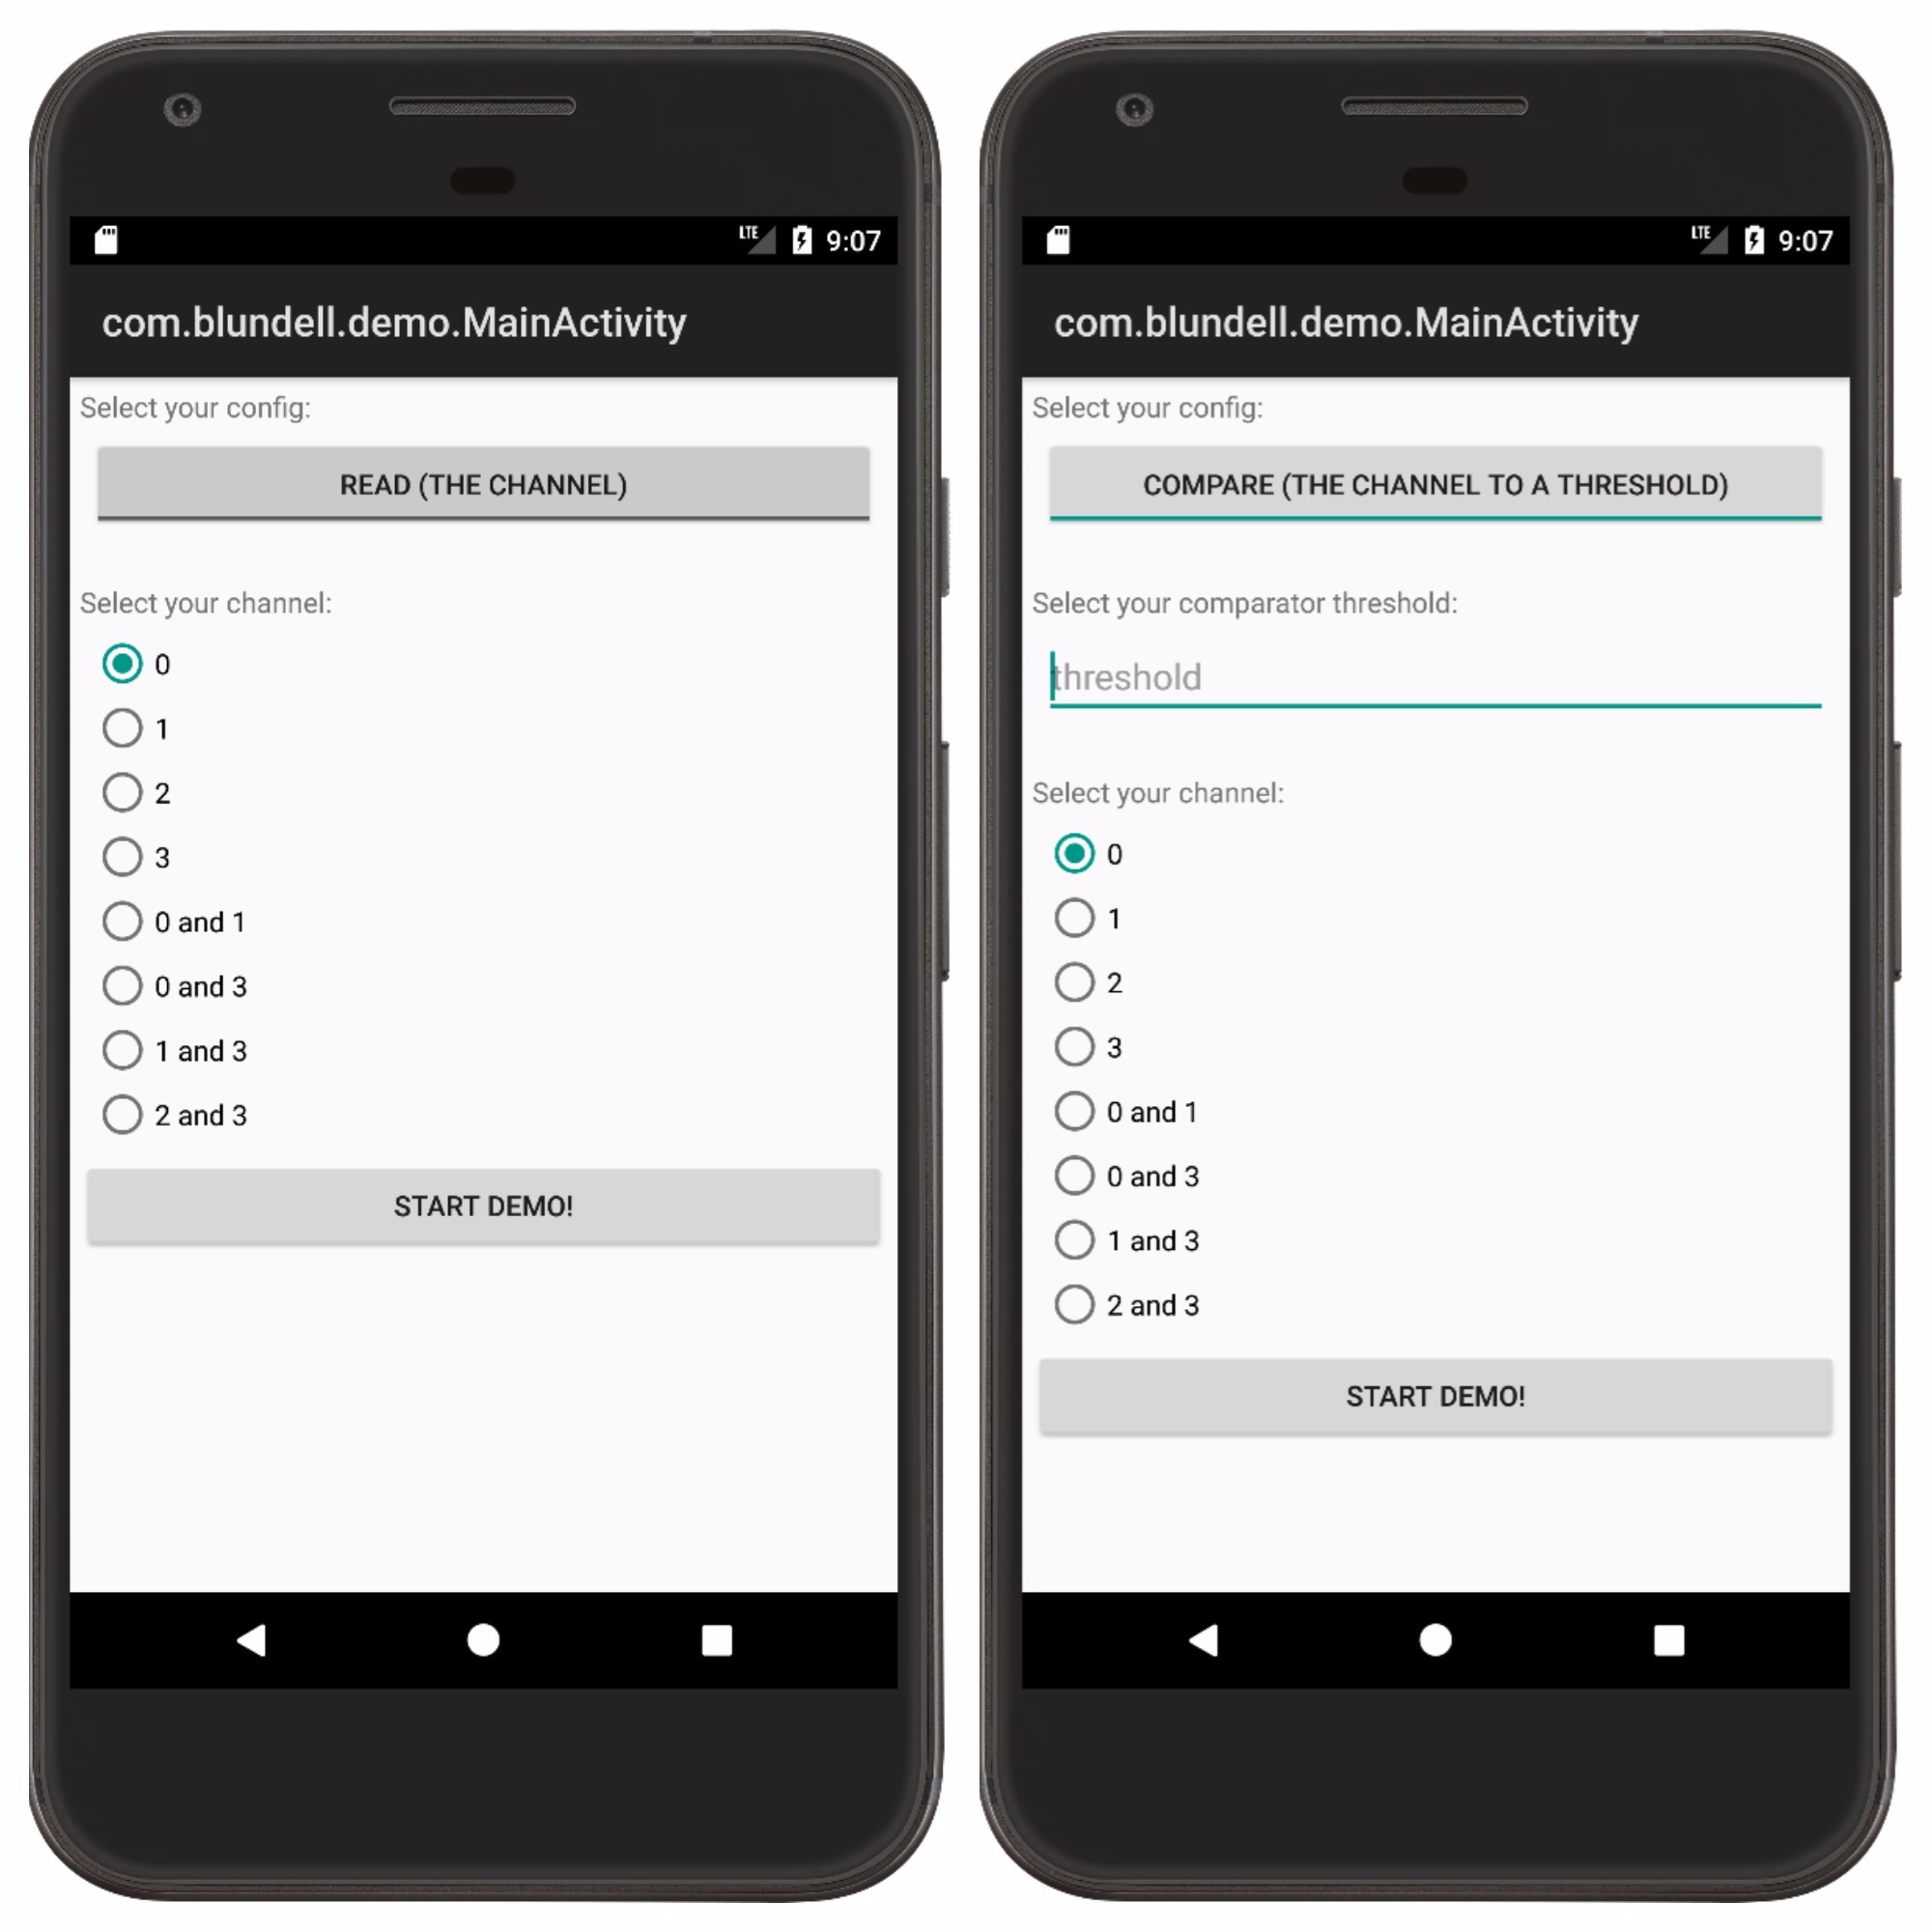 LTE 9:07
com.blundell.demo.MainActivity
Select your config:
READ (THE CHANNEL)
Select your channel:
0
1
2
3
0 and 1
0 and 3
1 and 3
2 and 3
START DEMO!
LTE 9:07
com.blundell.demo.MainActivity
Select your config:
COMPARE (THE CHANNEL TO A THRESHOLD)
Select your comparator threshold:
threshold
Select your channel:
0
1
2
3
0 and 1
0 and 3
1 and 3
2 and 3
START DEMO!